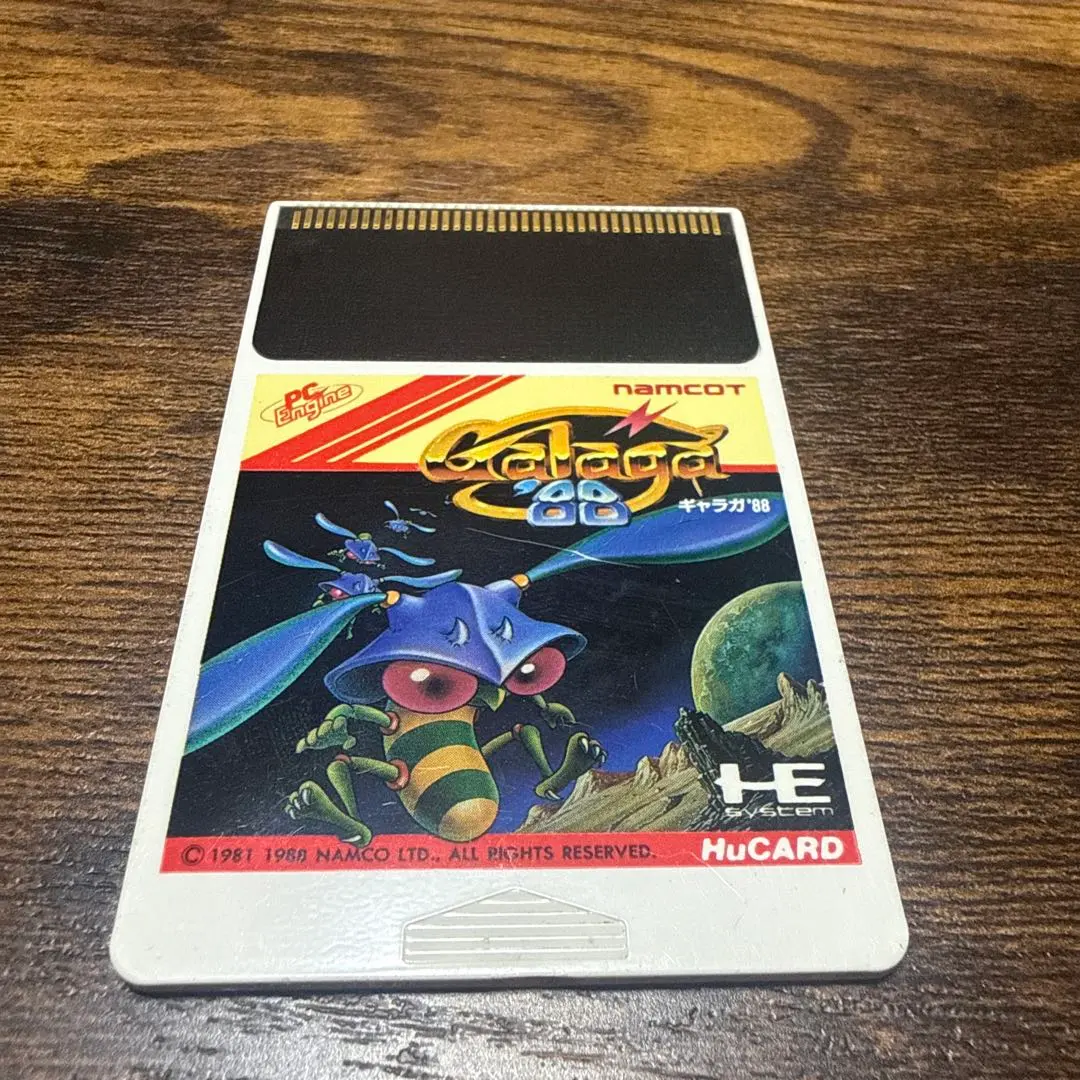 PC Engine
namcoT
Galaga
'88
ギャラガ'88
HE
system
© 1981 1988 NAMCO LTD., ALL RIGHTS RESERVED.
HuCARD